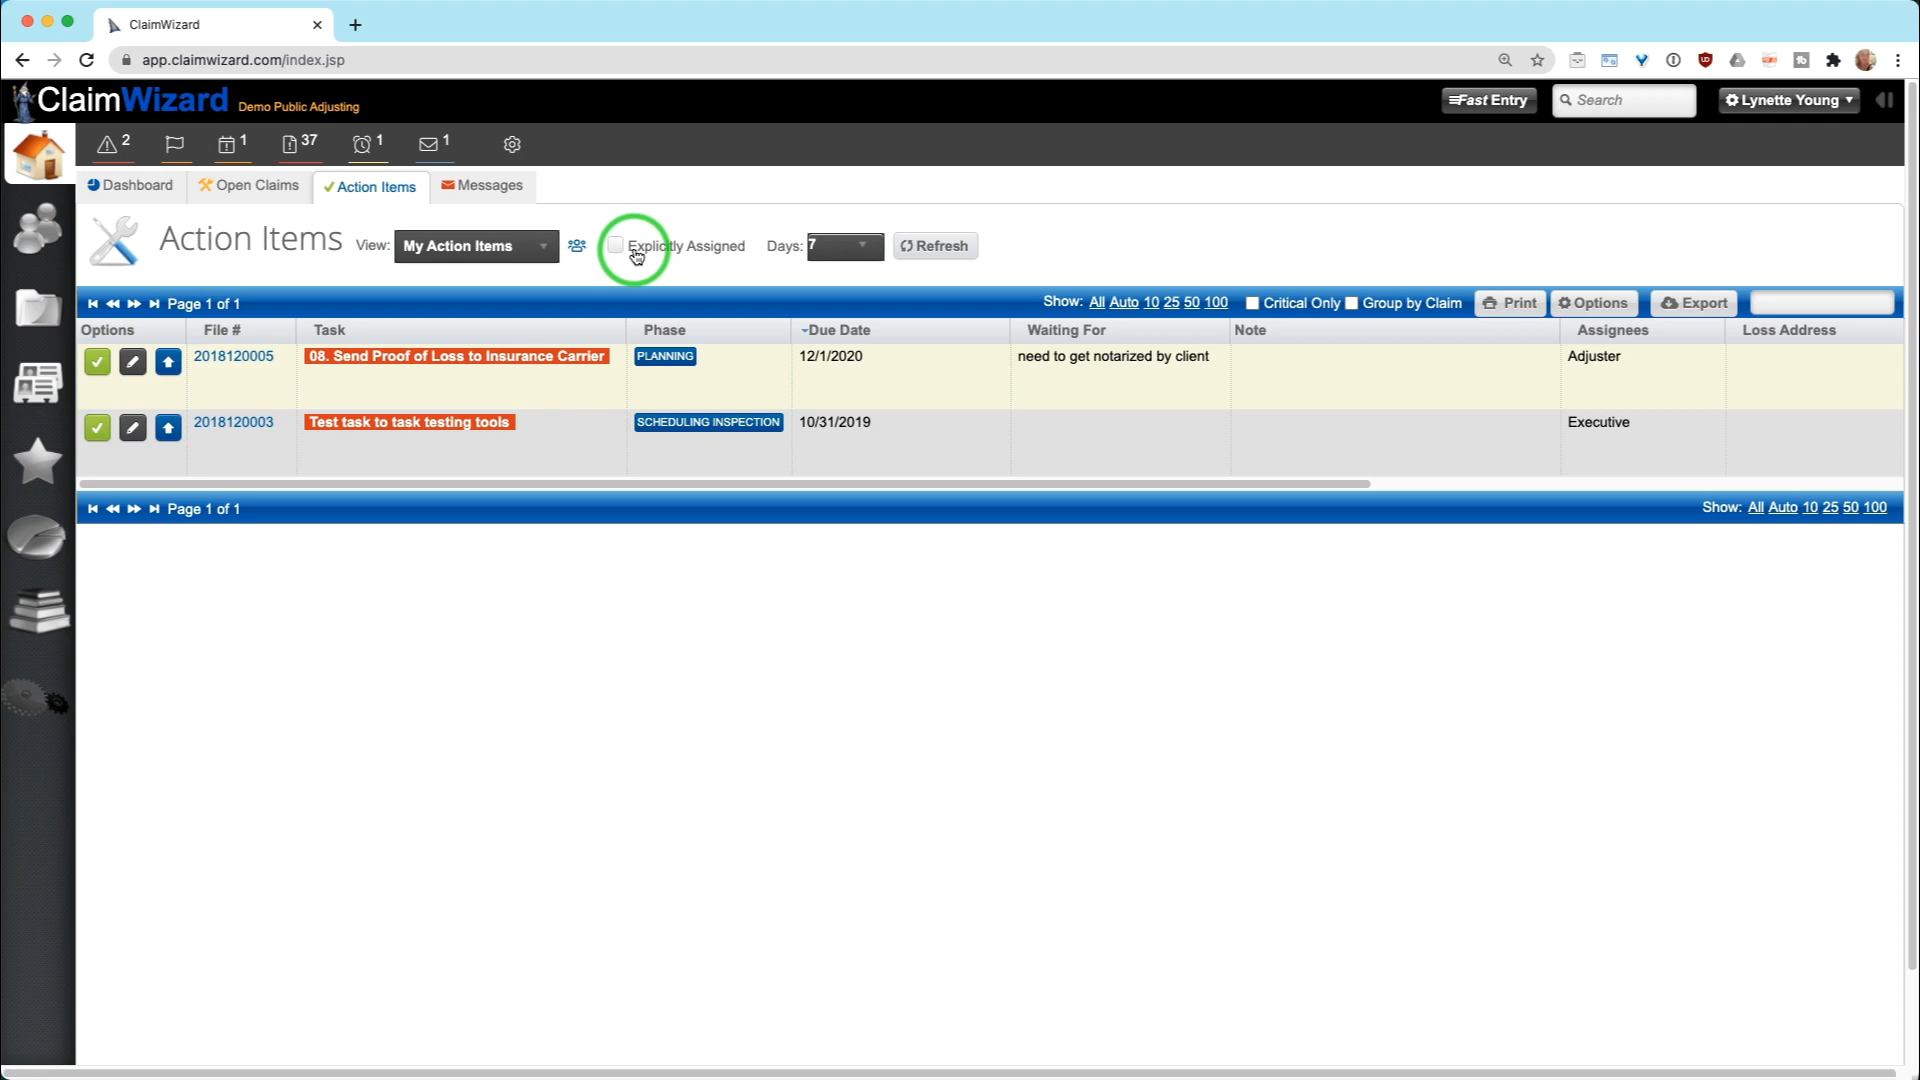 ClaimWizard
app.claimwizard.com/index.jsp
ClaimWizard Demo Public Adjusting
Fast Entry Search Lynette Young
2 1 37 1 1
Dashboard Open Claims Action Items Messages
Action Items View: My Action Items Explicitly Assigned Days: 7 Refresh
Page 1 of 1 Show: All Auto 10 25 50 100 Critical Only Group by Claim Print Options Export
Options File # Task Phase Due Date Waiting For Note Assignees Loss Address
2018120005 08. Send Proof of Loss to Insurance Carrier PLANNING 12/1/2020 need to get notarized by client Adjuster
2018120003 Test task to task testing tools SCHEDULING INSPECTION 10/31/2019 Executive
Page 1 of 1 Show: All Auto 10 25 50 100